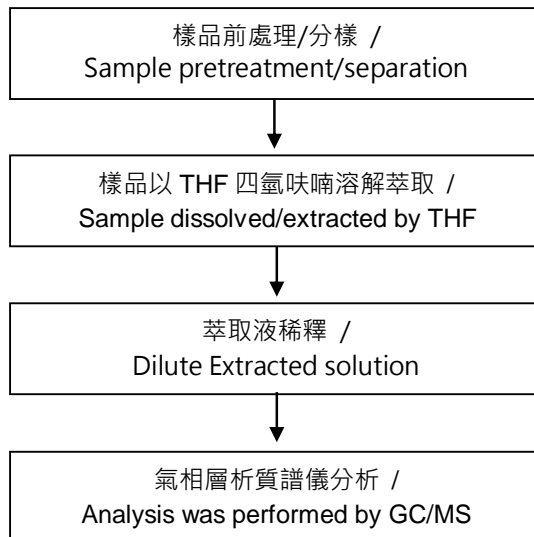 樣品前處理/分樣 /
Sample pretreatment/separation
樣品以 THF 四氫呋喃溶解萃取 /
Sample dissolved/extracted by THF
萃取液稀釋 /
Dilute Extracted solution
氣相層析質譜儀分析 /
Analysis was performed by GC/MS